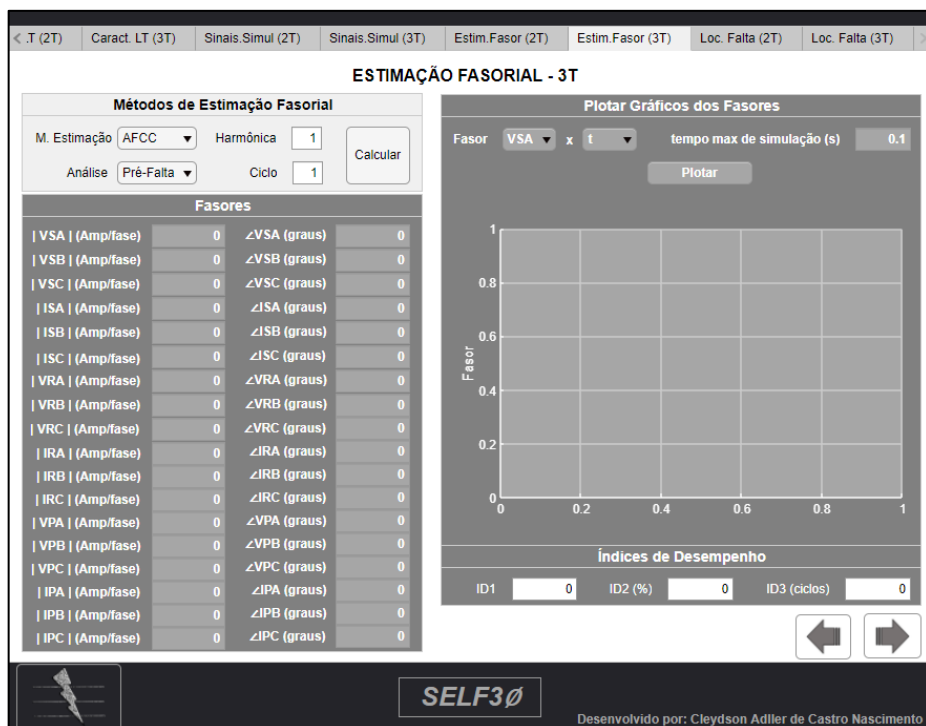 < .T (2T) Caract. LT (3T) Sinais.Simul (2T) Sinais.Simul (3T) Estim.Fasor (2T) Estim.Fasor (3T) Loc. Falta (2T) Loc. Falta (3T) >
ESTIMAÇÃO FASORIAL - 3T
Métodos de Estimação Fasorial
M. Estimação AFCC Harmônica 1
Calcular
Análise Pré-Falta Ciclo 1
Fasores
| VSA | (Amp/fase) 0 ∠VSA (graus) 0
| VSB | (Amp/fase) 0 ∠VSB (graus) 0
| VSC | (Amp/fase) 0 ∠VSC (graus) 0
| ISA | (Amp/fase) 0 ∠ISA (graus) 0
| ISB | (Amp/fase) 0 ∠ISB (graus) 0
| ISC | (Amp/fase) 0 ∠ISC (graus) 0
| VRA | (Amp/fase) 0 ∠VRA (graus) 0
| VRB | (Amp/fase) 0 ∠VRB (graus) 0
| VRC | (Amp/fase) 0 ∠VRC (graus) 0
| IRA | (Amp/fase) 0 ∠IRA (graus) 0
| IRB | (Amp/fase) 0 ∠IRB (graus) 0
| IRC | (Amp/fase) 0 ∠IRC (graus) 0
| VPA | (Amp/fase) 0 ∠VPA (graus) 0
| VPB | (Amp/fase) 0 ∠VPB (graus) 0
| VPC | (Amp/fase) 0 ∠VPC (graus) 0
| IPA | (Amp/fase) 0 ∠IPA (graus) 0
| IPB | (Amp/fase) 0 ∠IPB (graus) 0
| IPC | (Amp/fase) 0 ∠IPC (graus) 0
Plotar Gráficos dos Fasores
Fasor VSA x t tempo max de simulação (s) 0.1
Plotar
1
0.8
0.6
0.4
0.2
0
Fasor
0 0.2 0.4 0.6 0.8 1
Índices de Desempenho
ID1 0 ID2 (%) 0 ID3 (ciclos) 0
SELF3Ø
Desenvolvido por: Cleydson Adller de Castro Nascimento